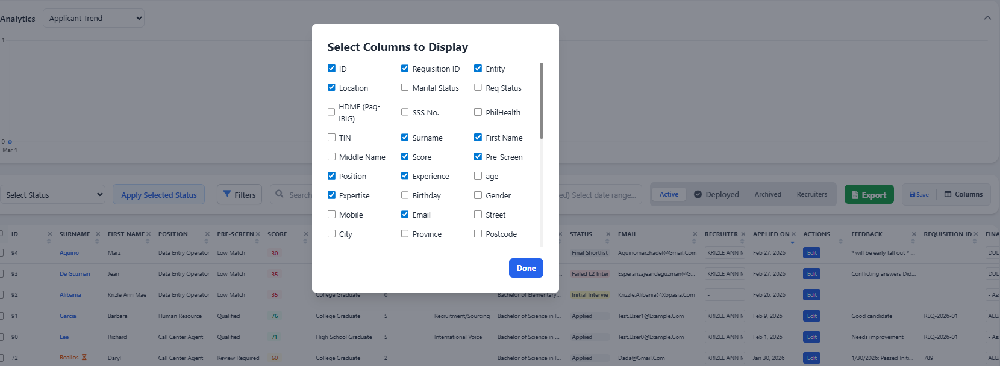 Analytics Applicant Trend
1
0
Mar 1
Select Columns to Display
ID Requisition ID Entity
Location Marital Status Req Status
HDMF (Pag-IBIG) SSS No. PhilHealth
TIN Surname First Name
Middle Name Score Pre-Screen
Position Experience age
Expertise Birthday Gender
Mobile Email Street
City Province Postcode
Done
Select Status Apply Selected Status Filters Search ed) Select date range... Active Deployed Archived Recruiters Export Save Columns
ID SURNAME FIRST NAME POSITION PRE-SCREEN SCORE STATUS EMAIL RECRUITER APPLIED ON ACTIONS FEEDBACK REQUISITION ID FINA
94 Aquino Marz Data Entry Operator Low Match 30 Final Shortlist Aquinomarzhadel@Gmail.Com KRIZLE ANN M Feb 27, 2026 Edit * will be early fall out * ... DUL
93 De Guzman Jean Data Entry Operator Low Match 35 Failed L2 Inter Esperanzajeandeguzman@G... KRIZLE ANN M Feb 27, 2026 Edit Conflicting answers Did... DUL
92 Alibania Krizle Ann Mae Data Entry Operator Low Match 35 College Graduate 0 Bachelor of Elementary... Initial Intervie Krizzle.Alibania@Xbpasia.Com - Feb 26, 2026 Edit - As
91 Garcia Barbara Human Resource Qualified 76 College Graduate 5 Recruitment/Sourcing Bachelor of Science in I... Applied Test.User1@Example.Com KRIZLE ANN M Feb 9, 2026 Edit Good candidate REQ-2026-01 ALU
90 Lee Richard Call Center Agent Qualified 71 High School Graduate 5 International Voice Bachelor of Science in ... Applied Test.User0@Example.Com KRIZLE ANN M Feb 1, 2026 Edit Needs improvement REQ-2026-01 - As
72 Roallos Daryl Call Center Agent Review Required 60 College Graduate 2 Bachelor of Science in I... Applied Dada@Gmail.Com KRIZLE ANN M Jan 30, 2026 Edit 1/30/2026: Passed Initi... 789 ALU